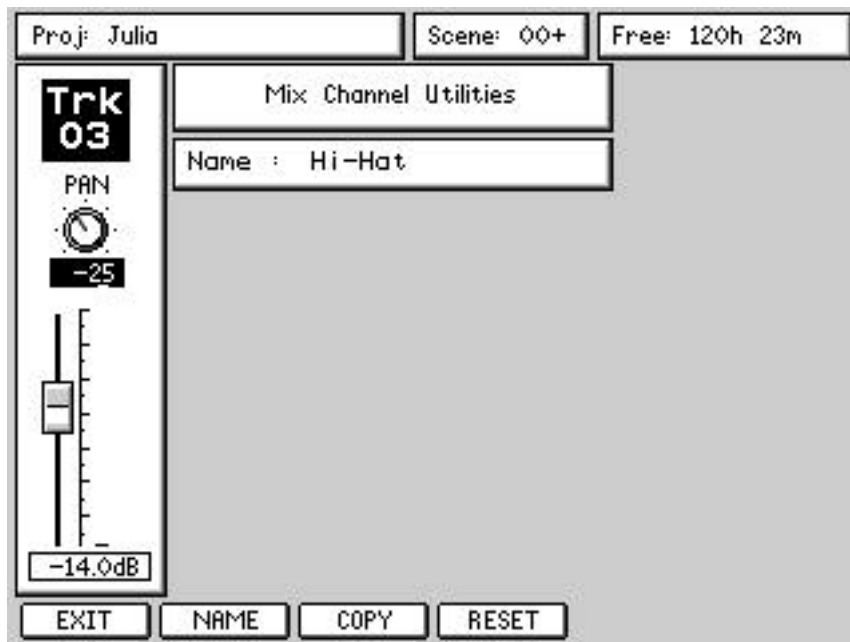 Proj: Julia
Scene: 00+
Free: 120h 23m
Trk
03
Mix Channel Utilities
Name : Hi-Hat
PAN
-25
-14.0dB
EXIT
NAME
COPY
RESET